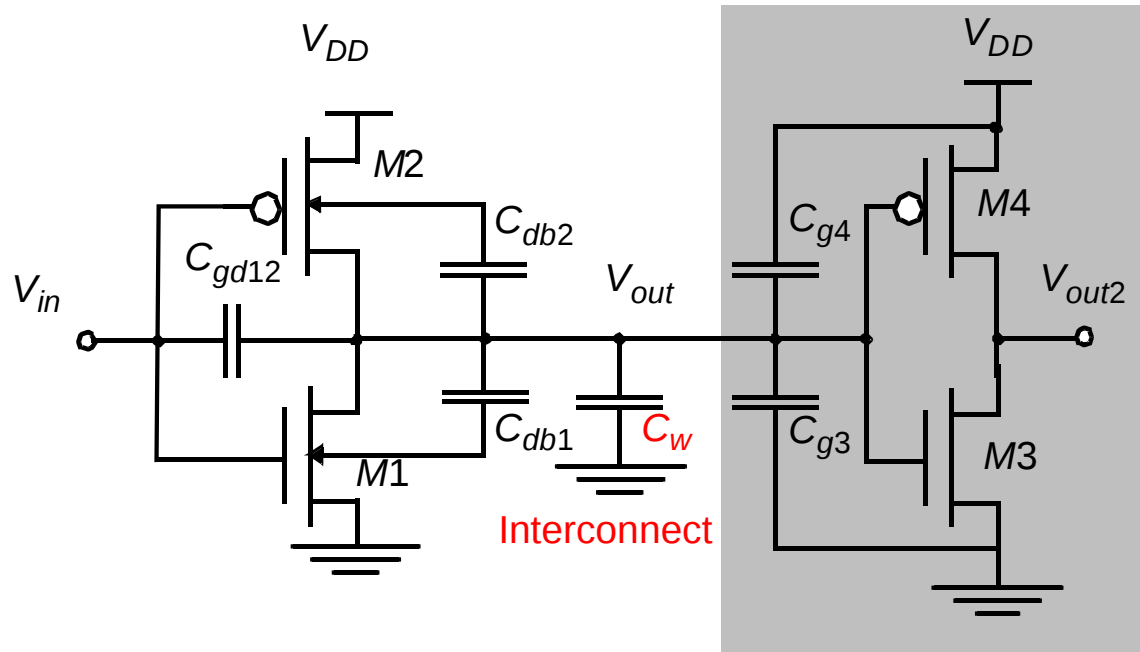 VDD
VDD
M2
M4
Cdb2
Cg4
Cgd12
Vin
Vout
Vout2
Cdb1
Cw
Cg3
M1
M3
Interconnect